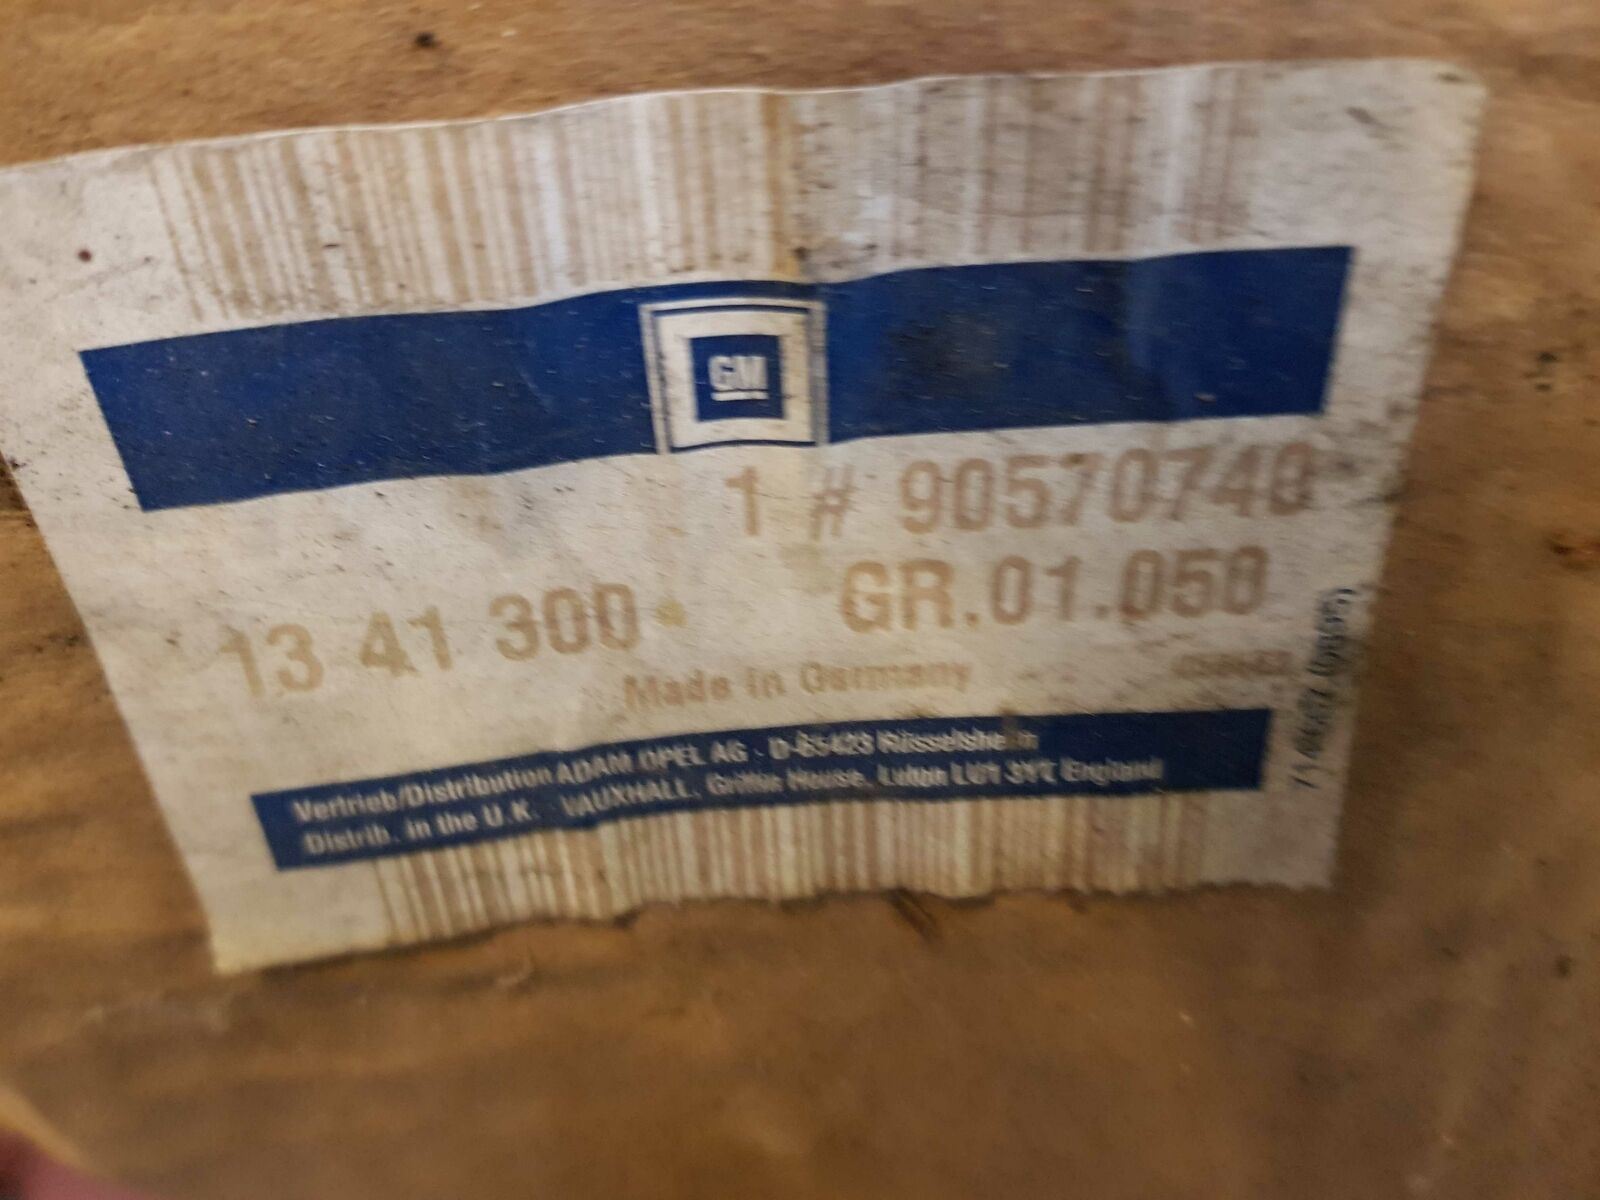 GM
1 # 90570740
13 41 300
GR.01.050
Made in Germany
Vertrieb/Distribution ADAM OPEL AG · D-65423 Rüsselsheim
Distrib. in the U.K. VAUXHALL. Griffin House, Luton LU1 3YT England